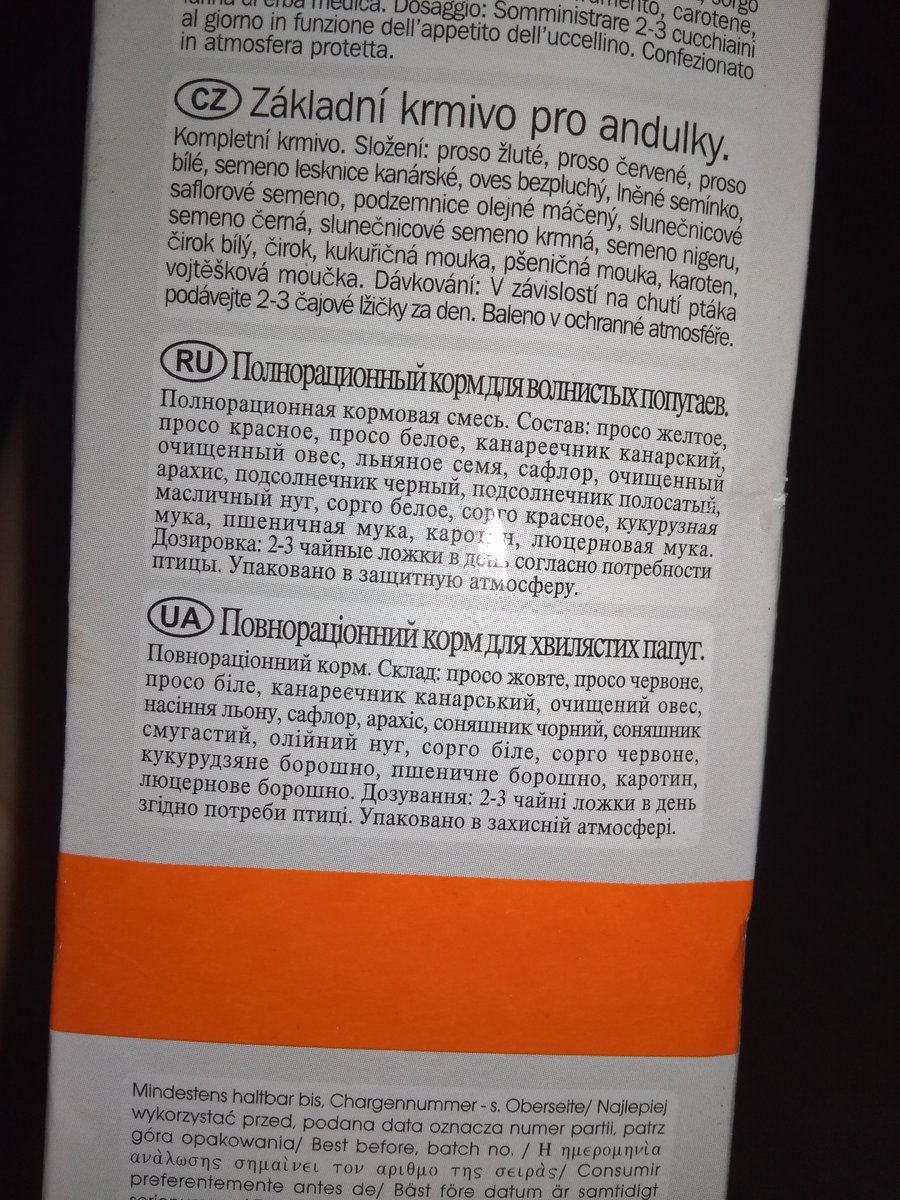 farina di erba medica. Dosaggio: Somministrare 2-3 cucchiaini
al giorno in funzione dell'appetito dell'uccellino. Confezionato
in atmosfera protetta.
CZ Základní krmivo pro andulky.
Kompletní krmivo. Složení: proso žluté, proso červené, proso
bílé, semeno lesknice kanárské, oves bezpluchý, lněné semínko,
saflorové semeno, podzemnice olejné máčený, slunečnicové
semeno černá, slunečnicové semeno krmná, semeno nigeru,
čirok bílý, čirok, kukuřičná mouka, pšeničná mouka, karoten,
vojtěšková moučka. Dávkování: V závislostí na chutí ptáka
podávejte 2-3 čajové lžičky za den. Baleno v ochranné atmosféře.
RU Полнорационный корм для волнистых попугаев.
Полнорационная кормовая смесь. Состав: просо желтое,
просо красное, просо белое, канареечник канарский,
очищенный овес, льняное семя, сафлор, очищенный
арахис, подсолнечник черный, подсолнечник полосатый,
масличный нуг, сорго белое, сорго красное, кукурузная
мука, пшеничная мука, каротин, люцерновая мука.
Дозировка: 2-3 чайные ложки в день согласно потребности
птицы. Упаковано в защитную атмосферу.
UA Повнораціонний корм для хвилястих папуг.
Повнораціонний корм. Склад: просо жовте, просо червоне,
просо біле, канареєчник канарський, очищений овес,
насіння льону, сафлор, арахіс, соняшник чорний, соняшник
смугастий, олійний нуг, сорго біле, сорго червоне,
кукурудзяне борошно, пшеничне борошно, каротин,
люцернове борошно. Дозування: 2-3 чайні ложки в день
згідно потреби птиці. Упаковано в захисній атмосфері.
Mindestens haltbar bis, Chargennummer - s. Oberseite/ Najlepiej
wykorzystać przed, podana data oznacza numer partii, patrz
góra opakowania/ Best before, batch no. / Η ημερομηνία
ανάλωσης σημαίνει τον αριθμο της σειράς/ Consumir
preferentemente antes de/ Bäst före datum är samtidigt